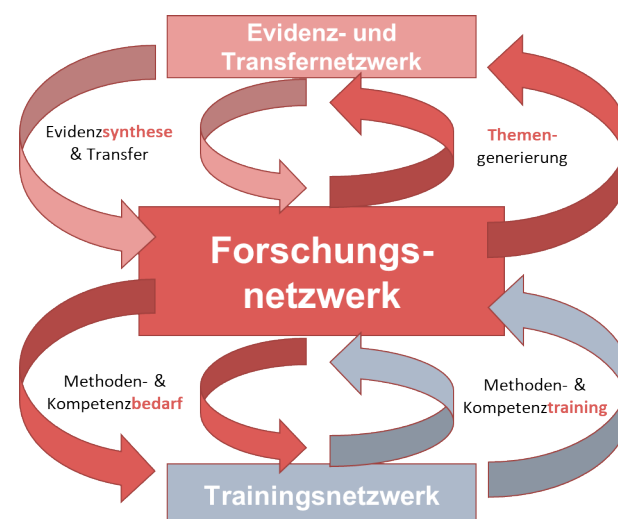 Evidenz- und
Transfernetzwerk
Evidenzsynthese
& Transfer
Themen-
generierung
Forschungs-
netzwerk
Methoden- &
Kompetenzbedarf
Methoden- &
Kompetenztraining
Trainingsnetzwerk